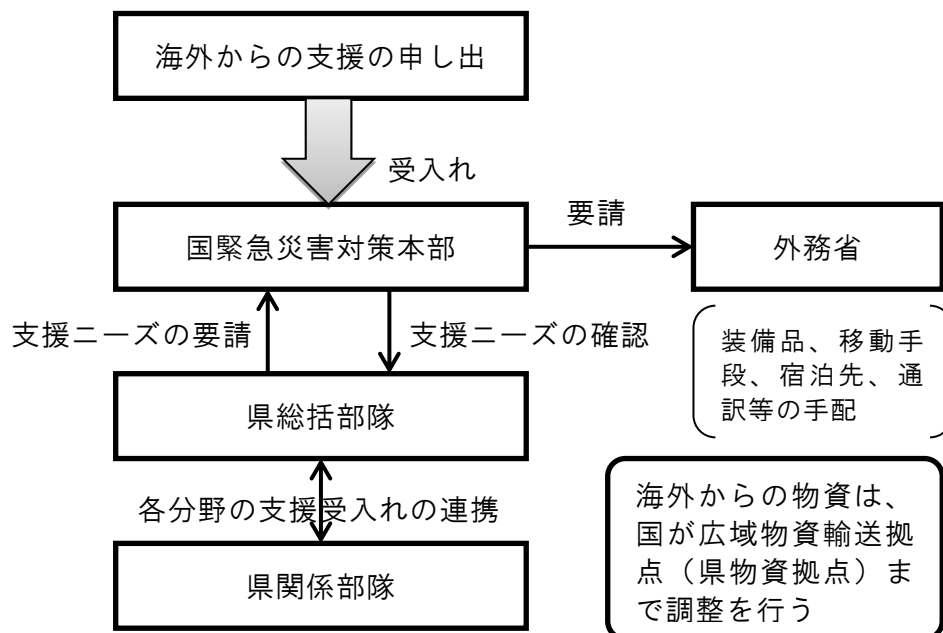 海外からの支援の申し出
受入れ
国緊急災害対策本部
要請
外務省
支援ニーズの要請
支援ニーズの確認
装備品、移動手
段、宿泊先、通
訳等の手配
県総括部隊
各分野の支援受入れの連携
県関係部隊
海外からの物資は、
国が広域物資輸送拠
点（県物資拠点）ま
で調整を行う